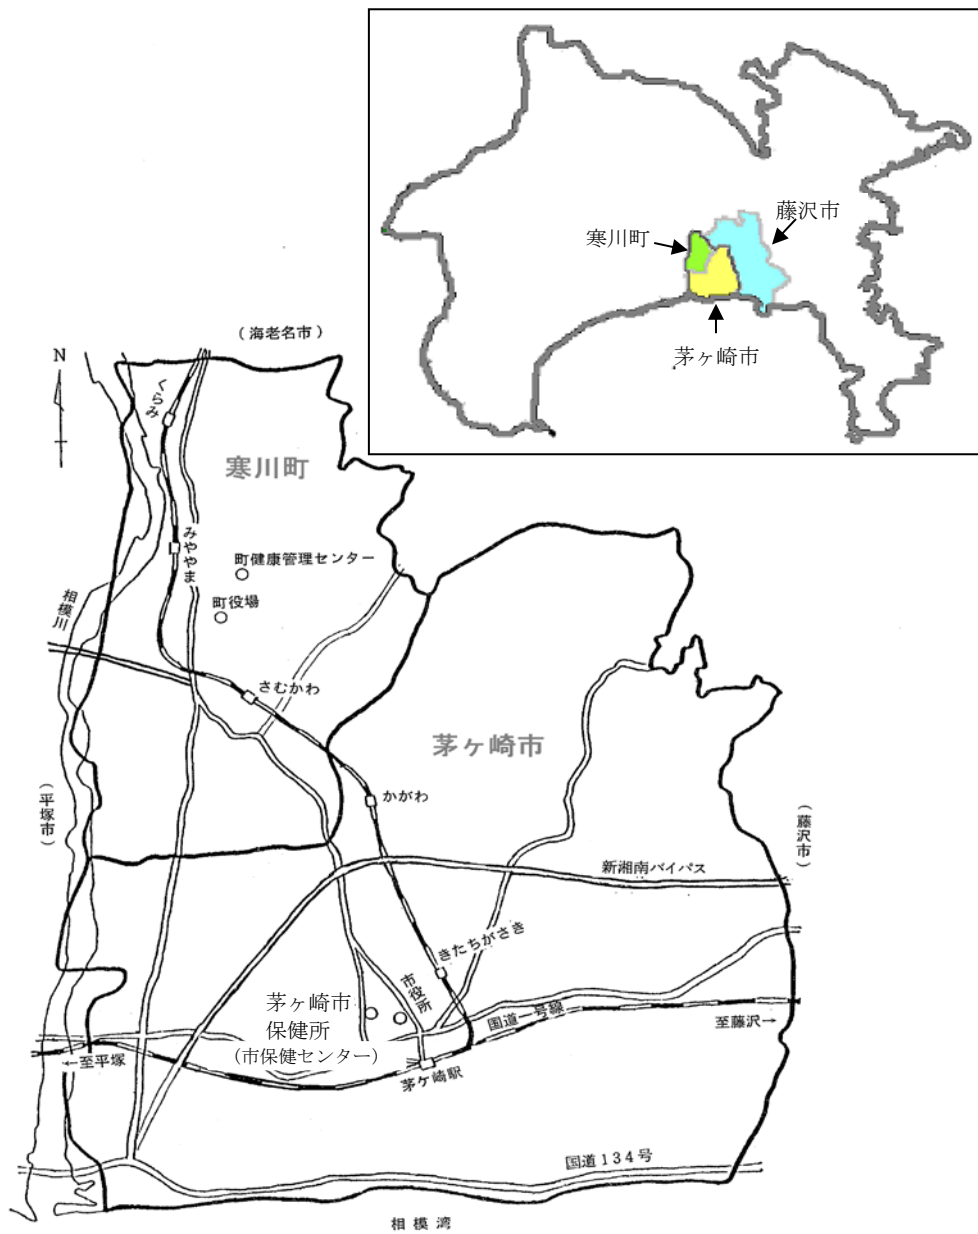 藤沢市
寒川町
茅ヶ崎市
（海老名市）
N
くらみ
寒川町
みややま
町健康管理センター
町役場
相模川
さむかわ
茅ヶ崎市
かがわ
（平塚市）
（藤沢市）
新湘南バイパス
きたちがさき
市役所
茅ヶ崎市
保健所
（市保健センター）
国道一号線
至藤沢→
←至平塚
茅ケ崎駅
国道134号
相模湾